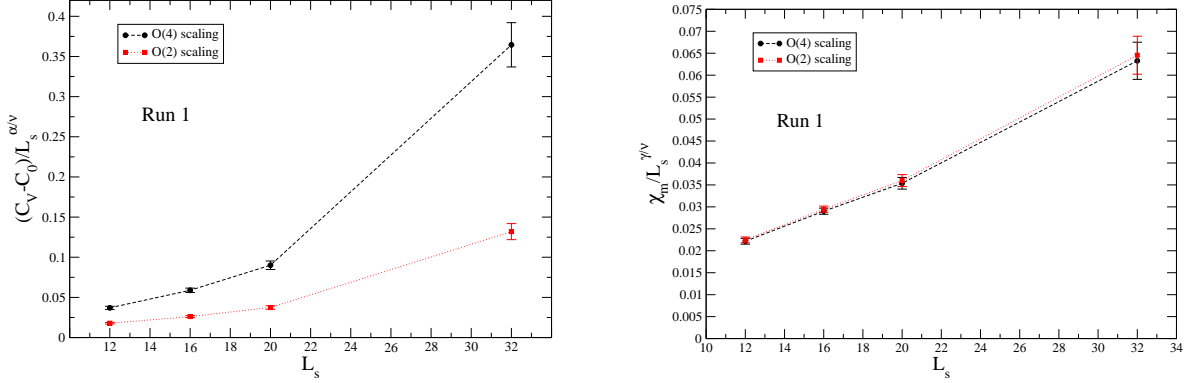 O(4) scaling
O(2) scaling
Run 1
(C_V-C_0)/L_s^{α/ν}
0.4
0.35
0.3
0.25
0.2
0.15
0.1
0.05
0
12 14 16 18 20 22 24 26 28 30 32
L_s
O(4) scaling
O(2) scaling
Run 1
χ_m/L_s^{γ/ν}
0.075
0.07
0.065
0.06
0.055
0.05
0.045
0.04
0.035
0.03
0.025
0.02
0.015
0.01
0.005
0
10 12 14 16 18 20 22 24 26 28 30 32 34
L_s